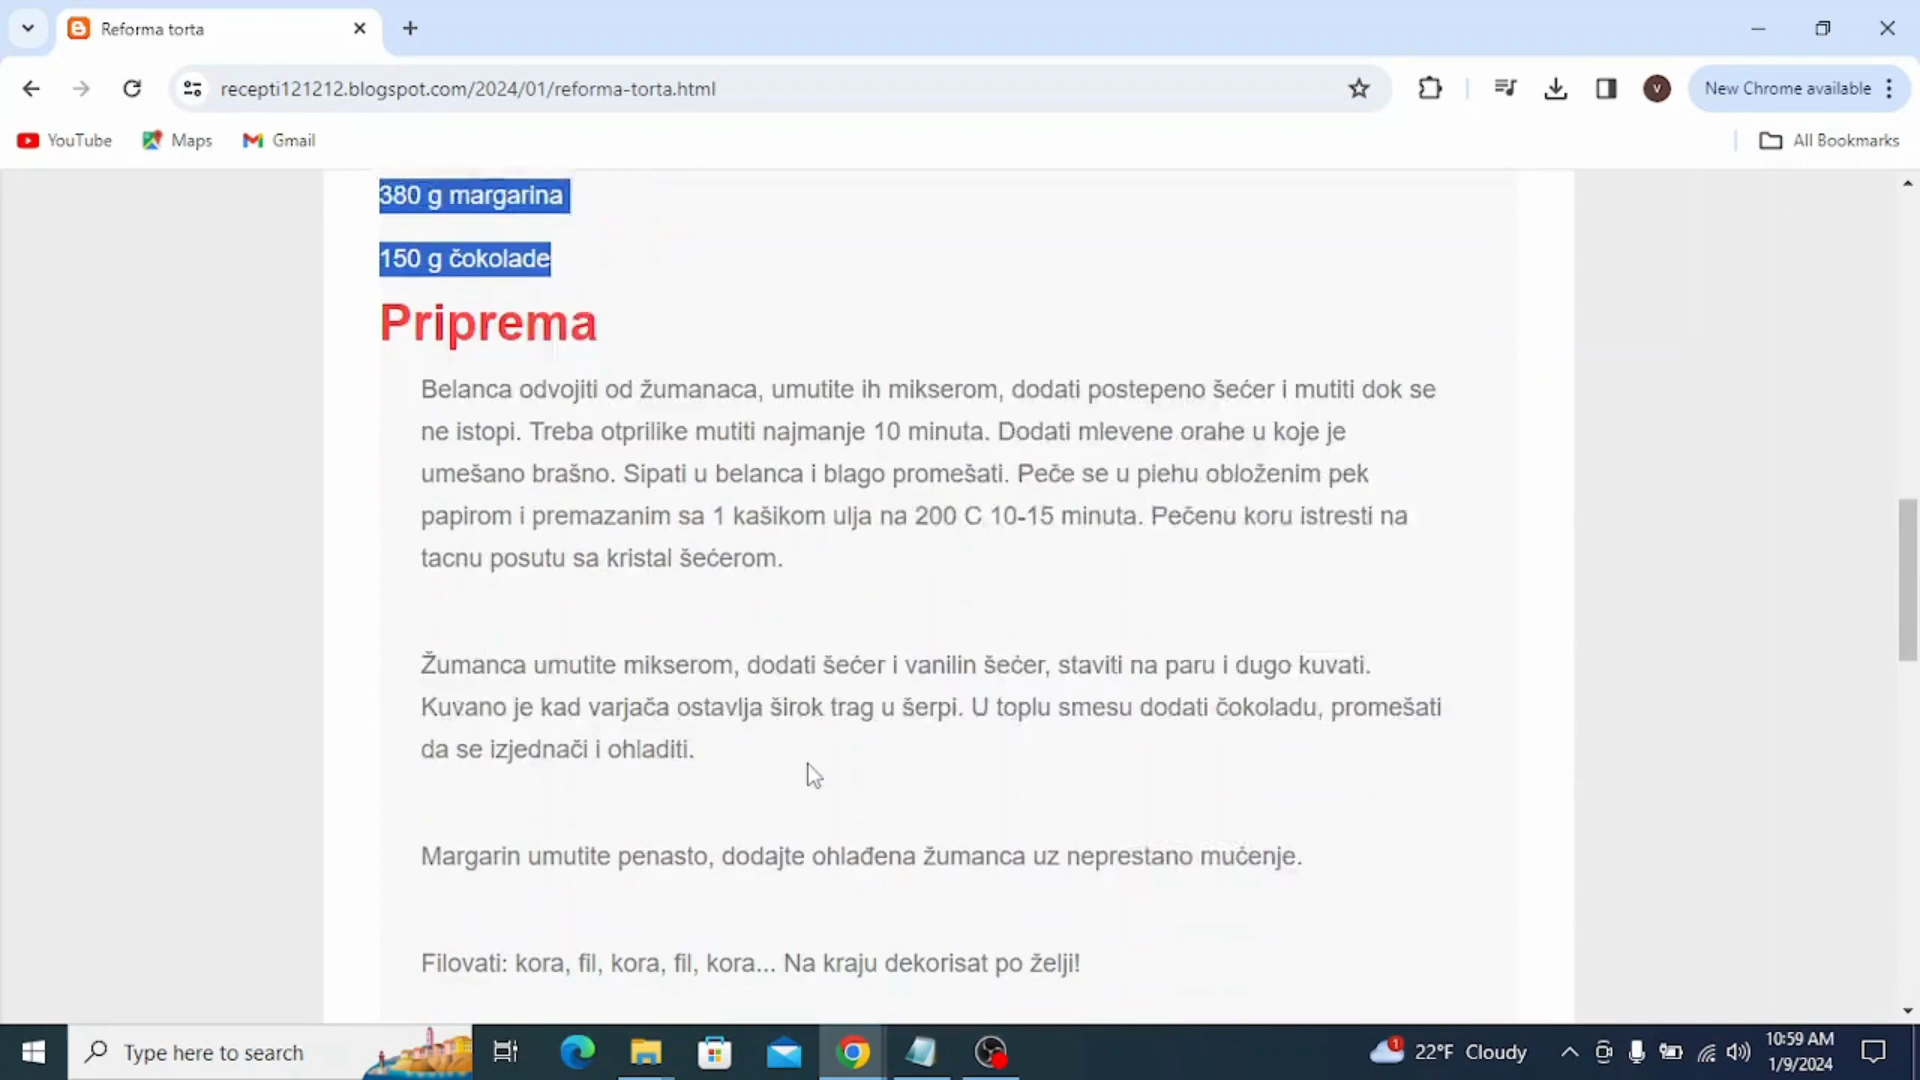 Reforma torta
recepti121212.blogspot.com/2024/01/reforma-torta.html
V
New Chrome available
YouTube
Maps
Gmail
All Bookmarks
380 g margarina
150 g čokolade
Priprema
Belanca odvojiti od žumanaca, umutite ih mikserom, dodati postepeno šećer i mutiti dok se
ne istopi. Treba otprilike mutiti najmanje 10 minuta. Dodati mlevene orahe u koje je
umešano brašno. Sipati u belanca i blago promešati. Peče se u plehu obloženim pek
papirom i premazanim sa 1 kašikom ulja na 200 C 10-15 minuta. Pečenu koru istresti na
tacnu posutu sa kristal šećerom.
Žumanca umutite mikserom, dodati šećer i vanilin šećer, staviti na paru i dugo kuvati.
Kuvano je kad varjača ostavlja širok trag u šerpi. U toplu smesu dodati čokoladu, promešati
da se izjednači i ohladiti.
Margarin umutite penasto, dodajte ohlađena žumanca uz neprestano mućenje.
Filovati: kora, fil, kora, fil, kora... Na kraju dekorisat po želji!
Type here to search
1
22°F Cloudy
10:59 AM
1/9/2024